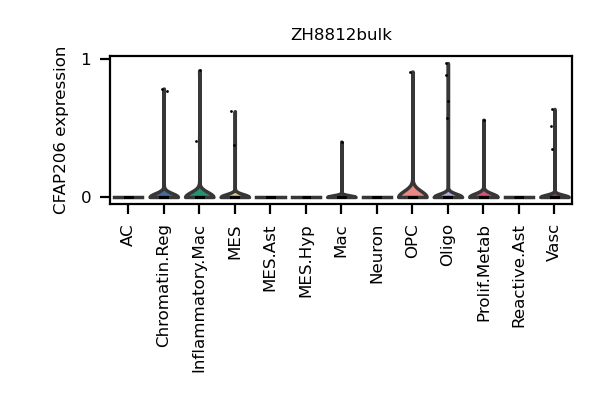 ZH8812bulk
CFAP206 expression
1
0
AC
Chromatin.Reg
Inflammatory.Mac
MES
MES.Ast
MES.Hyp
Mac
Neuron
OPC
Oligo
Prolif.Metab
Reactive.Ast
Vasc